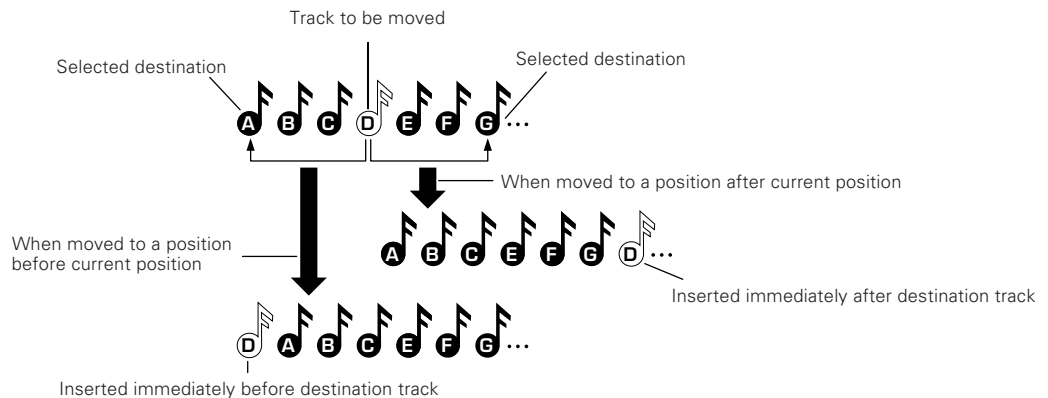 Track to be moved
Selected destination
Selected destination
A B C D E F G ...
When moved to a position after current position
A B C E F G D ...
When moved to a position
before current position
Inserted immediately after destination track
D A B C E F G ...
Inserted immediately before destination track